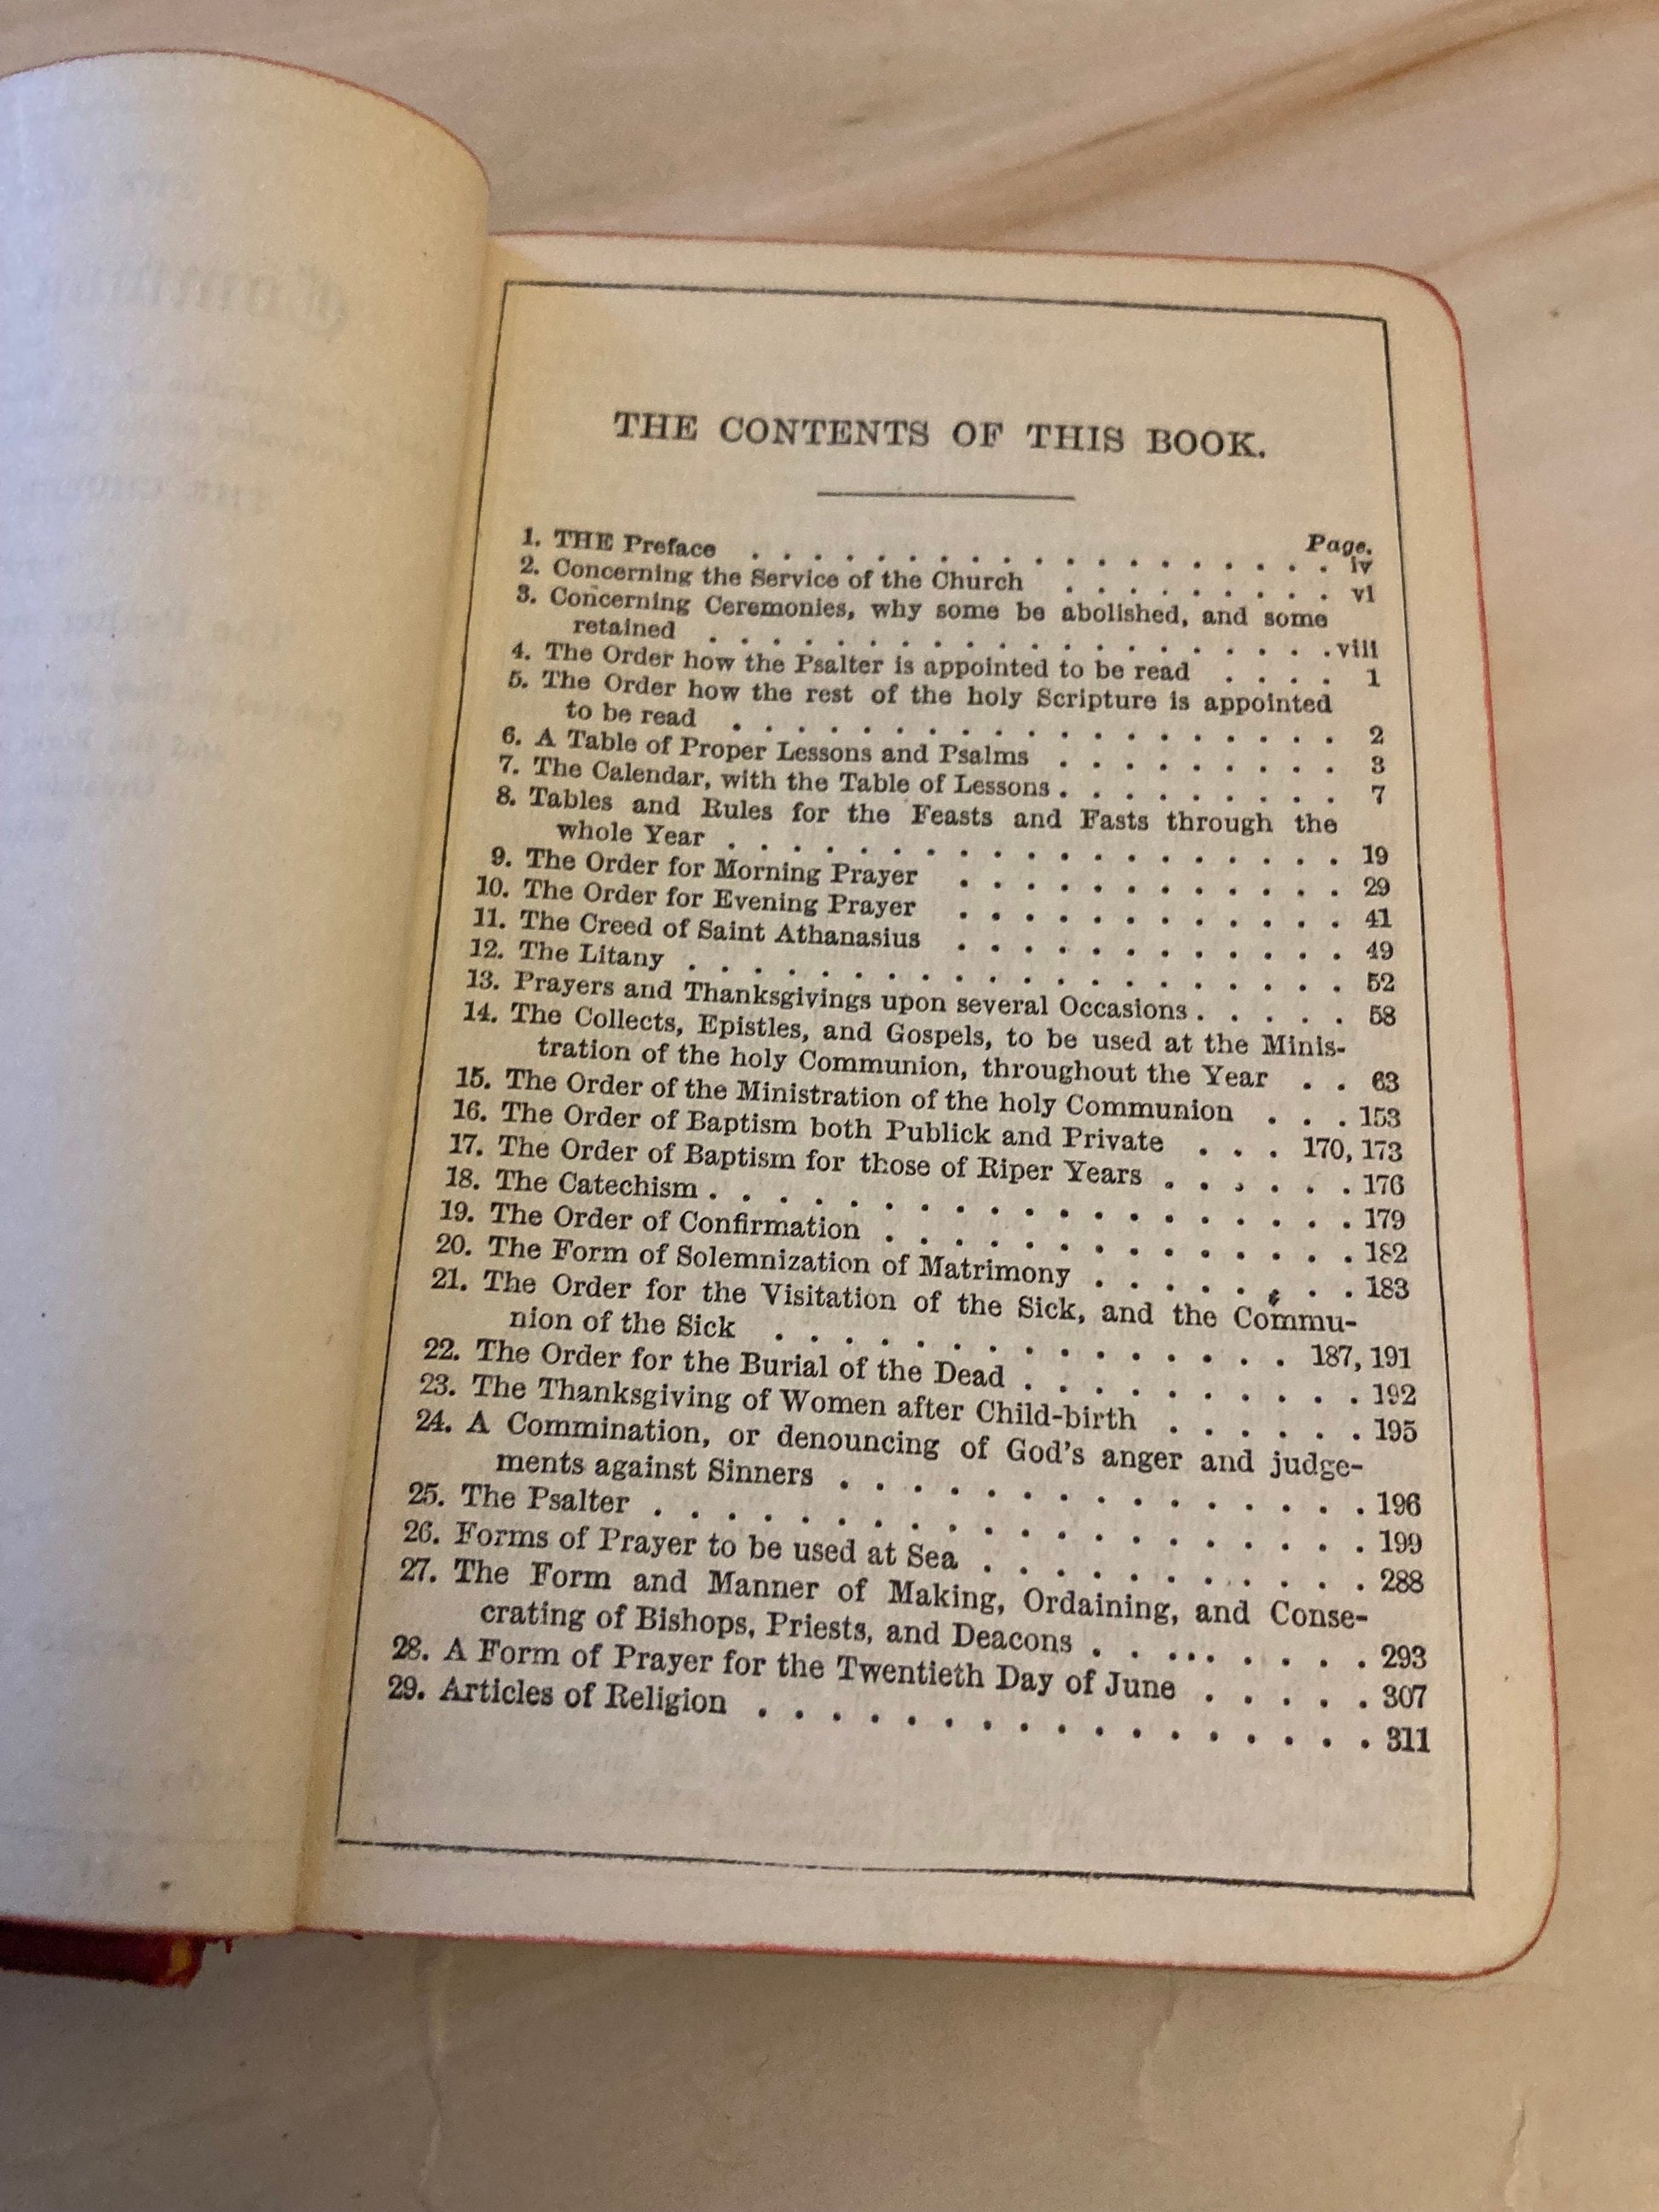 THE CONTENTS OF THIS BOOK.
Page.
1. THE Preface . . . . . . . . . . . . . . . . . . iv
2. Concerning the Service of the Church . . . . . . . . . vi
3. Concerning Ceremonies, why some be abolished, and some
retained . . . . . . . . . . . . . . . . . . . . viii
4. The Order how the Psalter is appointed to be read . . . . 1
5. The Order how the rest of the holy Scripture is appointed
to be read . . . . . . . . . . . . . . . . . . . 2
6. A Table of Proper Lessons and Psalms . . . . . . . . . 3
7. The Calendar, with the Table of Lessons . . . . . . . . . 7
8. Tables and Rules for the Feasts and Fasts through the
whole Year . . . . . . . . . . . . . . . . . . . 19
9. The Order for Morning Prayer . . . . . . . . . . . . 29
10. The Order for Evening Prayer . . . . . . . . . . . . 41
11. The Creed of Saint Athanasius . . . . . . . . . . . . 49
12. The Litany . . . . . . . . . . . . . . . . . . . . 52
13. Prayers and Thanksgivings upon several Occasions . . . . . 58
14. The Collects, Epistles, and Gospels, to be used at the Minis-
tration of the holy Communion, throughout the Year . . 63
15. The Order of the Ministration of the holy Communion . . . 153
16. The Order of Baptism both Publick and Private . . . 170, 173
17. The Order of Baptism for those of Riper Years . . . . . . 176
18. The Catechism . . . . . . . . . . . . . . . . . . . 179
19. The Order of Confirmation . . . . . . . . . . . . . . 182
20. The Form of Solemnization of Matrimony . . . . . . . . 183
21. The Order for the Visitation of the Sick, and the Commu-
nion of the Sick . . . . . . . . . . . . . . . 187, 191
22. The Order for the Burial of the Dead . . . . . . . . . . 192
23. The Thanksgiving of Women after Child-birth . . . . . . 195
24. A Commination, or denouncing of God's anger and judge-
ments against Sinners . . . . . . . . . . . . . . . 196
25. The Psalter . . . . . . . . . . . . . . . . . . . . 199
26. Forms of Prayer to be used at Sea . . . . . . . . . . . 288
27. The Form and Manner of Making, Ordaining, and Conse-
crating of Bishops, Priests, and Deacons . . . . . . . . . 293
28. A Form of Prayer for the Twentieth Day of June . . . . . 307
29. Articles of Religion . . . . . . . . . . . . . . . . . 311